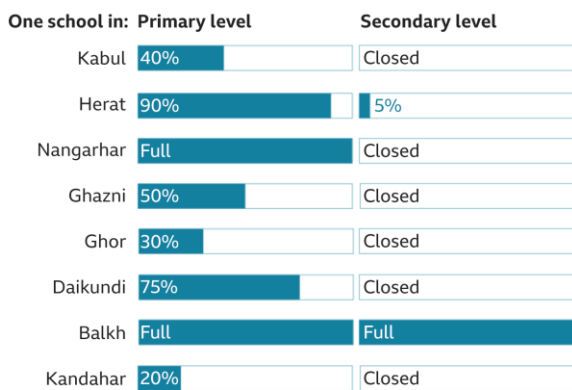 One school in: Primary level Secondary level
Kabul 40% Closed
Herat 90% 5%
Nangarhar Full Closed
Ghazni 50% Closed
Ghor 30% Closed
Daikundi 75% Closed
Balkh Full Full
Kandahar 20% Closed